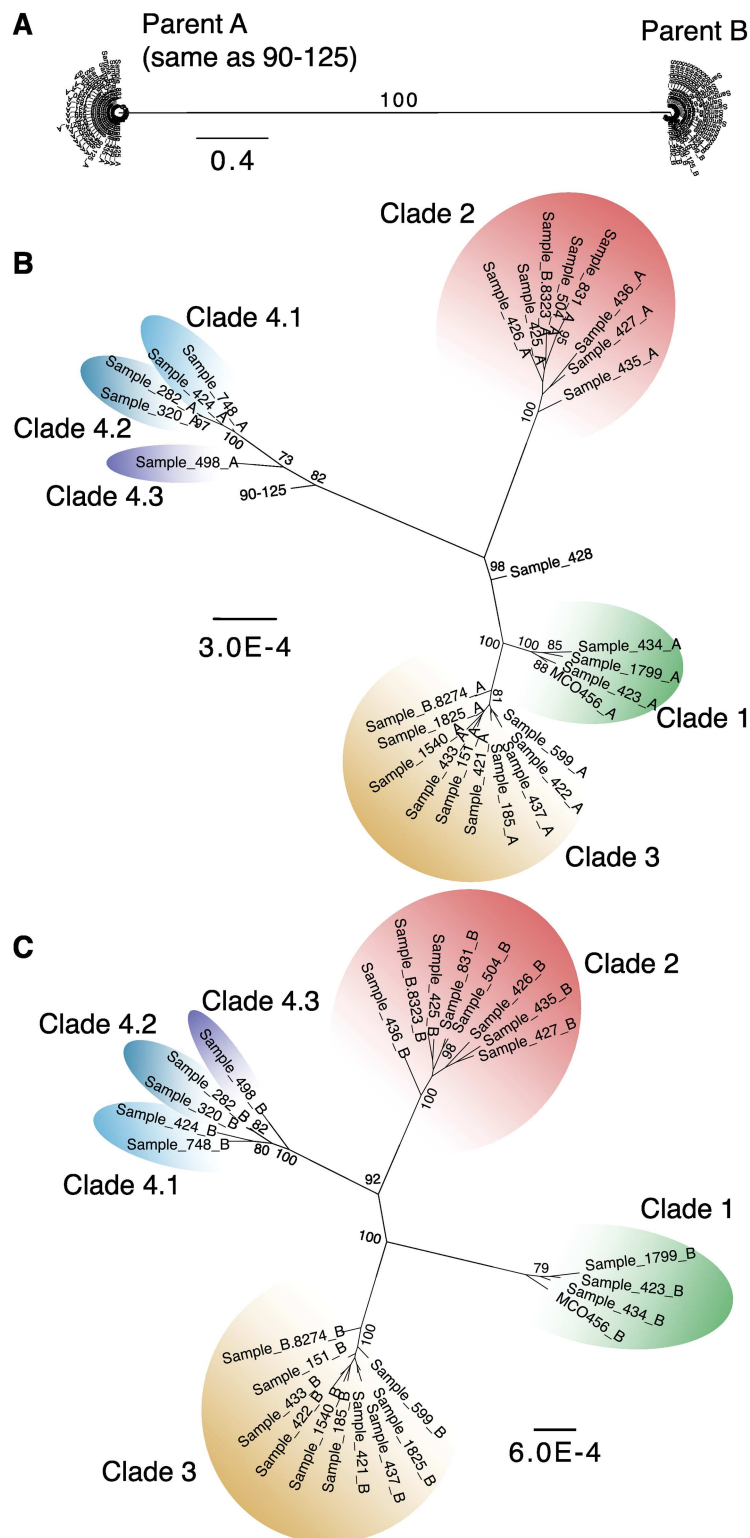 A
Parent A
(same as 90-125)
Parent B
100
0.4
B
Clade 2
Sample_426_A
Sample_425_A
Sample_B.8323_A
Sample_504_A
Sample_831_A
95
Sample_436_A
Sample_427_A
Sample_435_A
100
Clade 4.1
Sample_748_A
Sample_424_A
Sample_282_A
Sample_320_A
97
100
Clade 4.2
Sample_498_A
73
82
90-125
Clade 4.3
98
Sample_428
3.0E-4
100
100
85
88
Sample_434_A
Sample_1799_A
Sample_423_A
MCO456_A
Clade 1
81
Sample_B.8274_A
Sample_1825_A
Sample_1540_A
Sample_433_A
Sample_151_A
Sample_421_A
Sample_185_A
Sample_437_A
Sample_422_A
Sample_599_A
Clade 3
C
Clade 2
Sample_436_B
Sample_B.8323_B
Sample_425_B
Sample_831_B
Sample_504_B
Sample_426_B
Sample_435_B
Sample_427_B
98
100
Clade 4.3
Clade 4.2
Sample_498_B
Sample_282_B
Sample_320_B
Sample_424_B
Sample_748_B
82
80
100
Clade 4.1
92
100
Clade 1
79
Sample_1799_B
Sample_423_B
Sample_434_B
MCO456_B
100
Sample_B.8274_B
Sample_151_B
Sample_433_B
Sample_422_B
Sample_1540_B
Sample_185_B
Sample_421_B
Sample_437_B
Sample_1825_B
Sample_599_B
6.0E-4
Clade 3